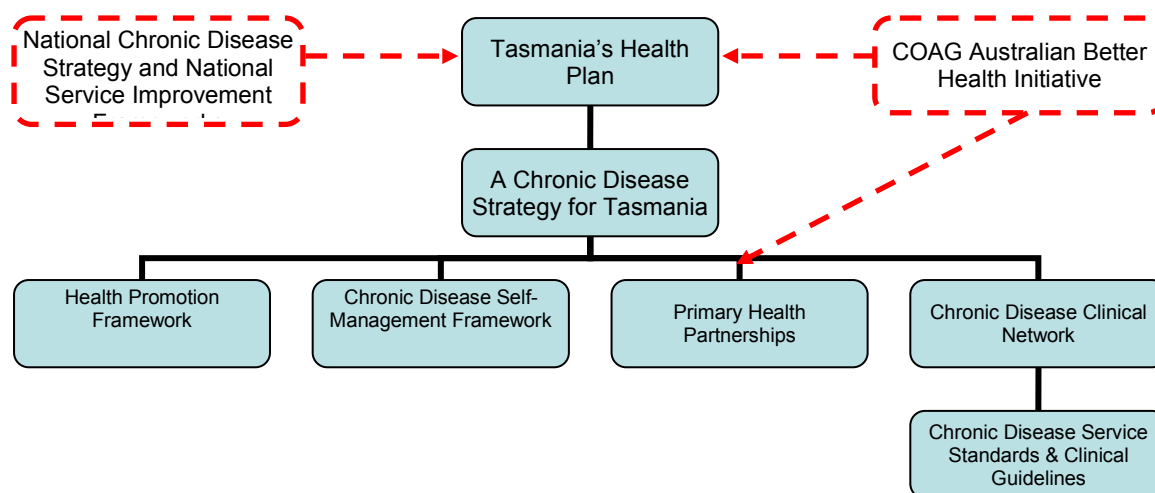 National Chronic Disease
Strategy and National
Service Improvement
Tasmania's Health
Plan
COAG Australian Better
Health Initiative
A Chronic Disease
Strategy for Tasmania
Health Promotion
Framework
Chronic Disease Self-
Management Framework
Primary Health
Partnerships
Chronic Disease Clinical
Network
Chronic Disease Service
Standards & Clinical
Guidelines